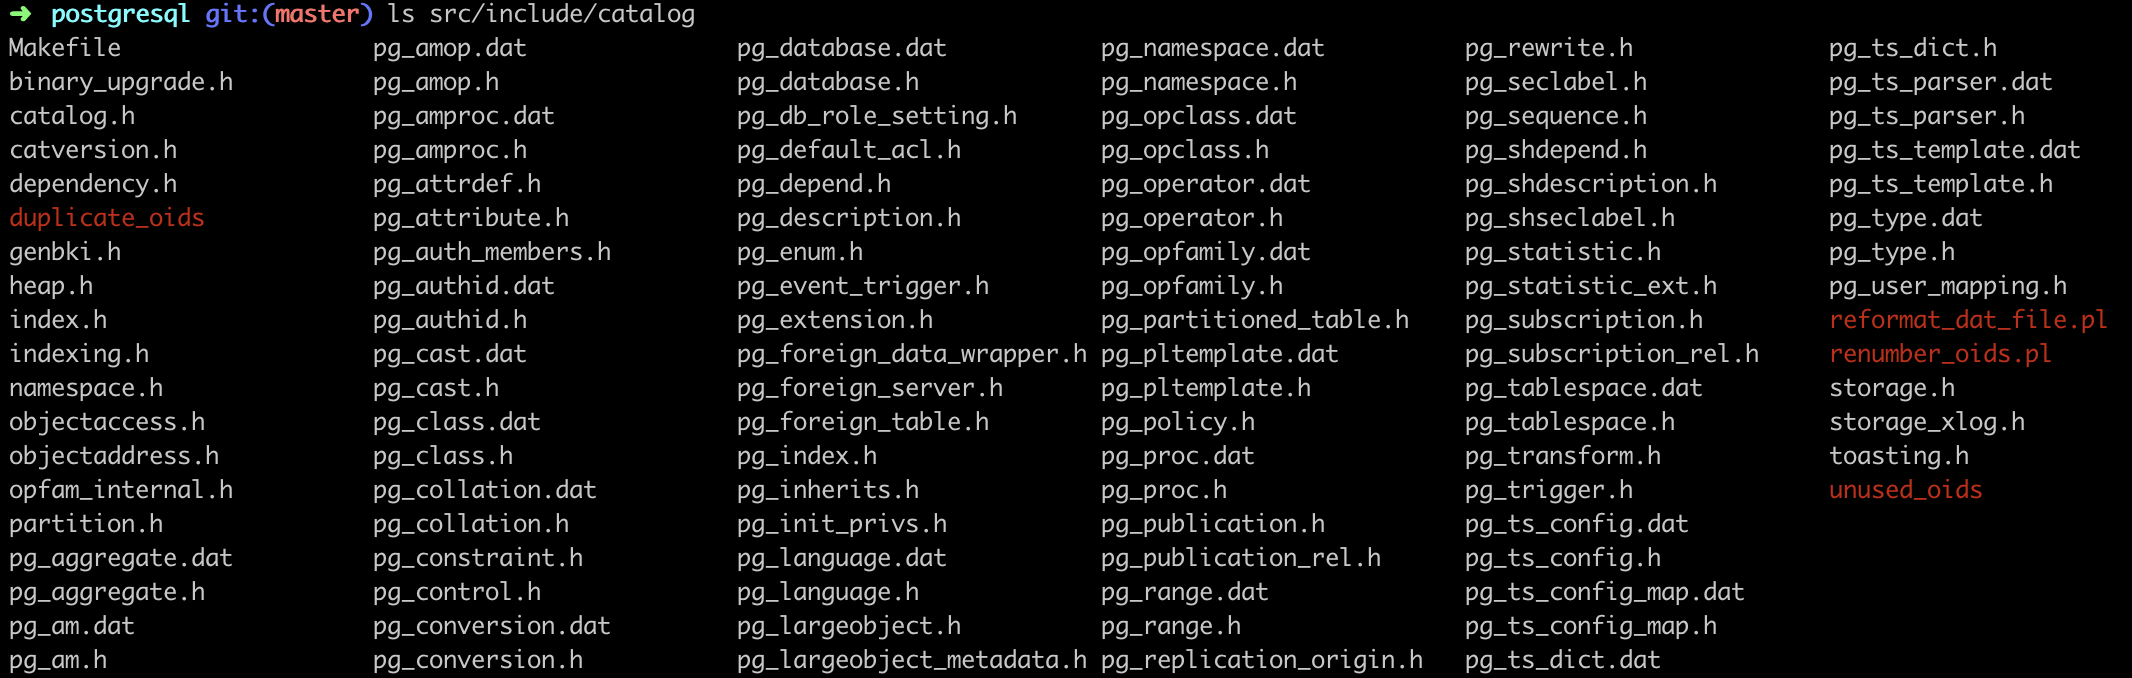 ➜ postgresql git:(master) ls src/include/catalog
Makefile pg_amop.dat pg_database.dat pg_namespace.dat pg_rewrite.h pg_ts_dict.h
binary_upgrade.h pg_amop.h pg_database.h pg_namespace.h pg_seclabel.h pg_ts_parser.dat
catalog.h pg_amproc.dat pg_db_role_setting.h pg_opclass.dat pg_sequence.h pg_ts_parser.h
catversion.h pg_amproc.h pg_default_acl.h pg_opclass.h pg_shdepend.h pg_ts_template.dat
dependency.h pg_attrdef.h pg_depend.h pg_operator.dat pg_shdescription.h pg_ts_template.h
duplicate_oids pg_attribute.h pg_description.h pg_operator.h pg_shseclabel.h pg_type.dat
genbki.h pg_auth_members.h pg_enum.h pg_opfamily.dat pg_statistic.h pg_type.h
heap.h pg_authid.dat pg_event_trigger.h pg_opfamily.h pg_statistic_ext.h pg_user_mapping.h
index.h pg_authid.h pg_extension.h pg_partitioned_table.h pg_subscription.h reformat_dat_file.pl
indexing.h pg_cast.dat pg_foreign_data_wrapper.h pg_pltemplate.dat pg_subscription_rel.h renumber_oids.pl
namespace.h pg_cast.h pg_foreign_server.h pg_pltemplate.h pg_tablespace.dat storage.h
objectaccess.h pg_class.dat pg_foreign_table.h pg_policy.h pg_tablespace.h storage_xlog.h
objectaddress.h pg_class.h pg_index.h pg_proc.dat pg_transform.h toasting.h
opfam_internal.h pg_collation.dat pg_inherits.h pg_proc.h pg_trigger.h unused_oids
partition.h pg_collation.h pg_init_privs.h pg_publication.h pg_ts_config.dat
pg_aggregate.dat pg_constraint.h pg_language.dat pg_publication_rel.h pg_ts_config.h
pg_aggregate.h pg_control.h pg_language.h pg_range.dat pg_ts_config_map.dat
pg_am.dat pg_conversion.dat pg_largeobject.h pg_range.h pg_ts_config_map.h
pg_am.h pg_conversion.h pg_largeobject_metadata.h pg_replication_origin.h pg_ts_dict.dat